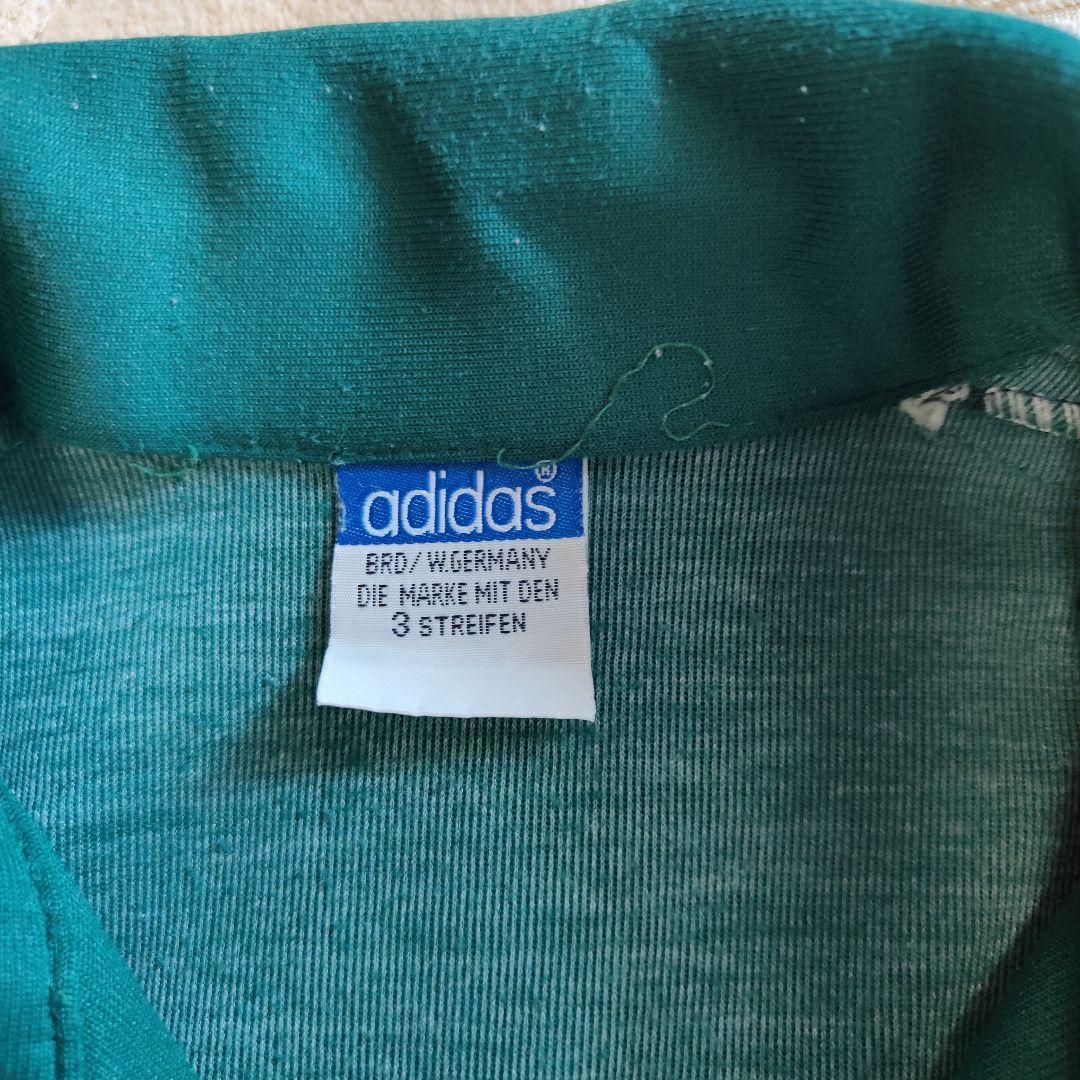 adidas®
BRD/W.GERMANY
DIE MARKE MIT DEN
3 STREIFEN